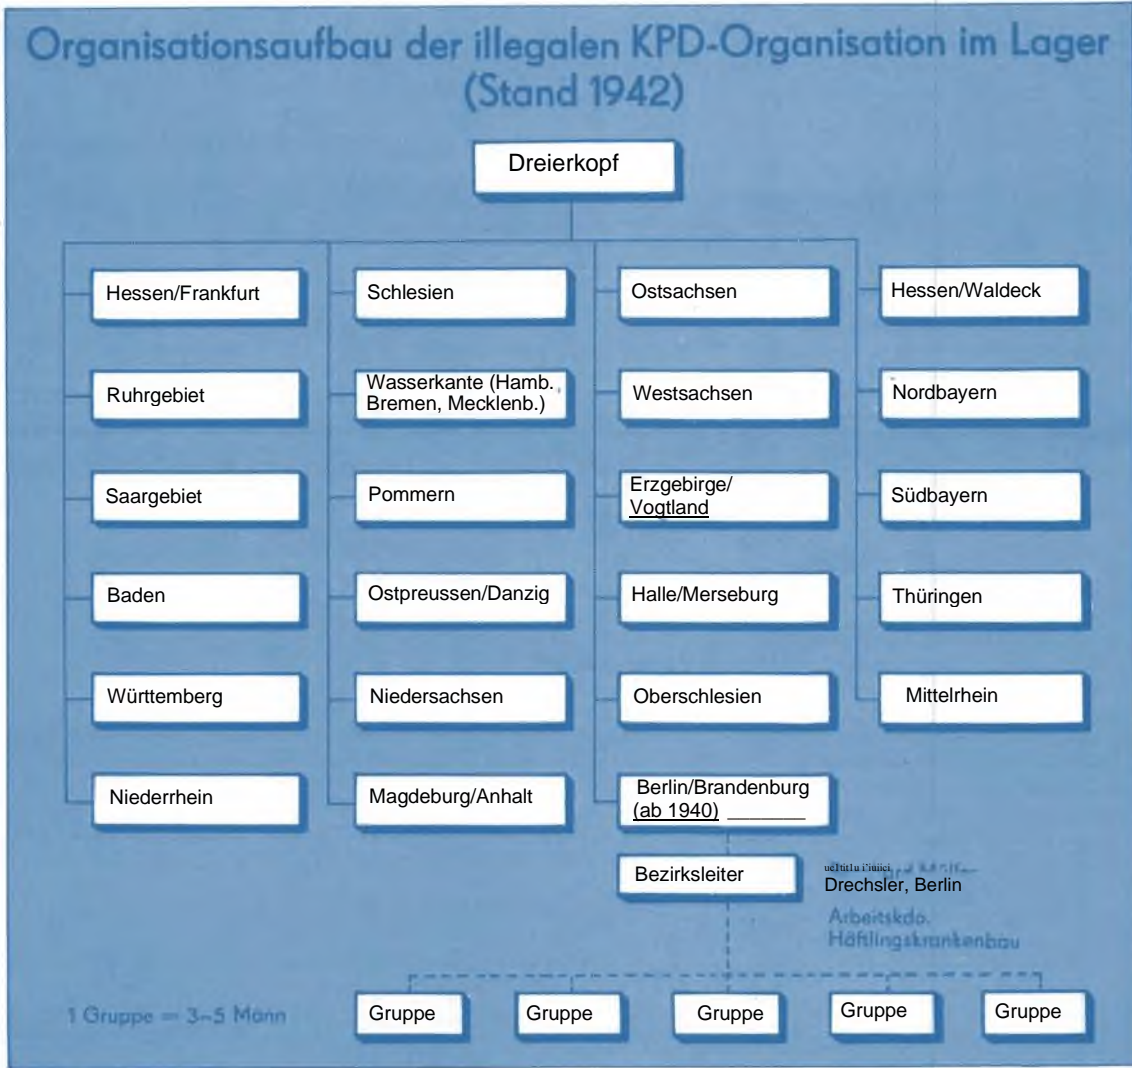 Organisationsaufbau der illegalen KPD-Organisation im Lager
(Stand 1942)
Dreierkopf
Hessen/Frankfurt
Schlesien
Ostsachsen
Hessen/Waldeck
Ruhrgebiet
Wasserkante (Hamb.
Bremen, Mecklenb.)
Westsachsen
Nordbayern
Saargebiet
Pommern
Erzgebirge/
Vogtland
Südbayern
Baden
Ostpreussen/Danzig
Halle/Merseburg
Thüringen
Württemberg
Niedersachsen
Oberschlesien
Mittelrhein
Niederrhein
Magdeburg/Anhalt
Berlin/Brandenburg
(ab 1940)
Bezirksleiter
Drechsler, Berlin
Arbeitskdo.
Häftlingskrankenbau
1 Gruppe = 3–5 Mann
Gruppe
Gruppe
Gruppe
Gruppe
Gruppe